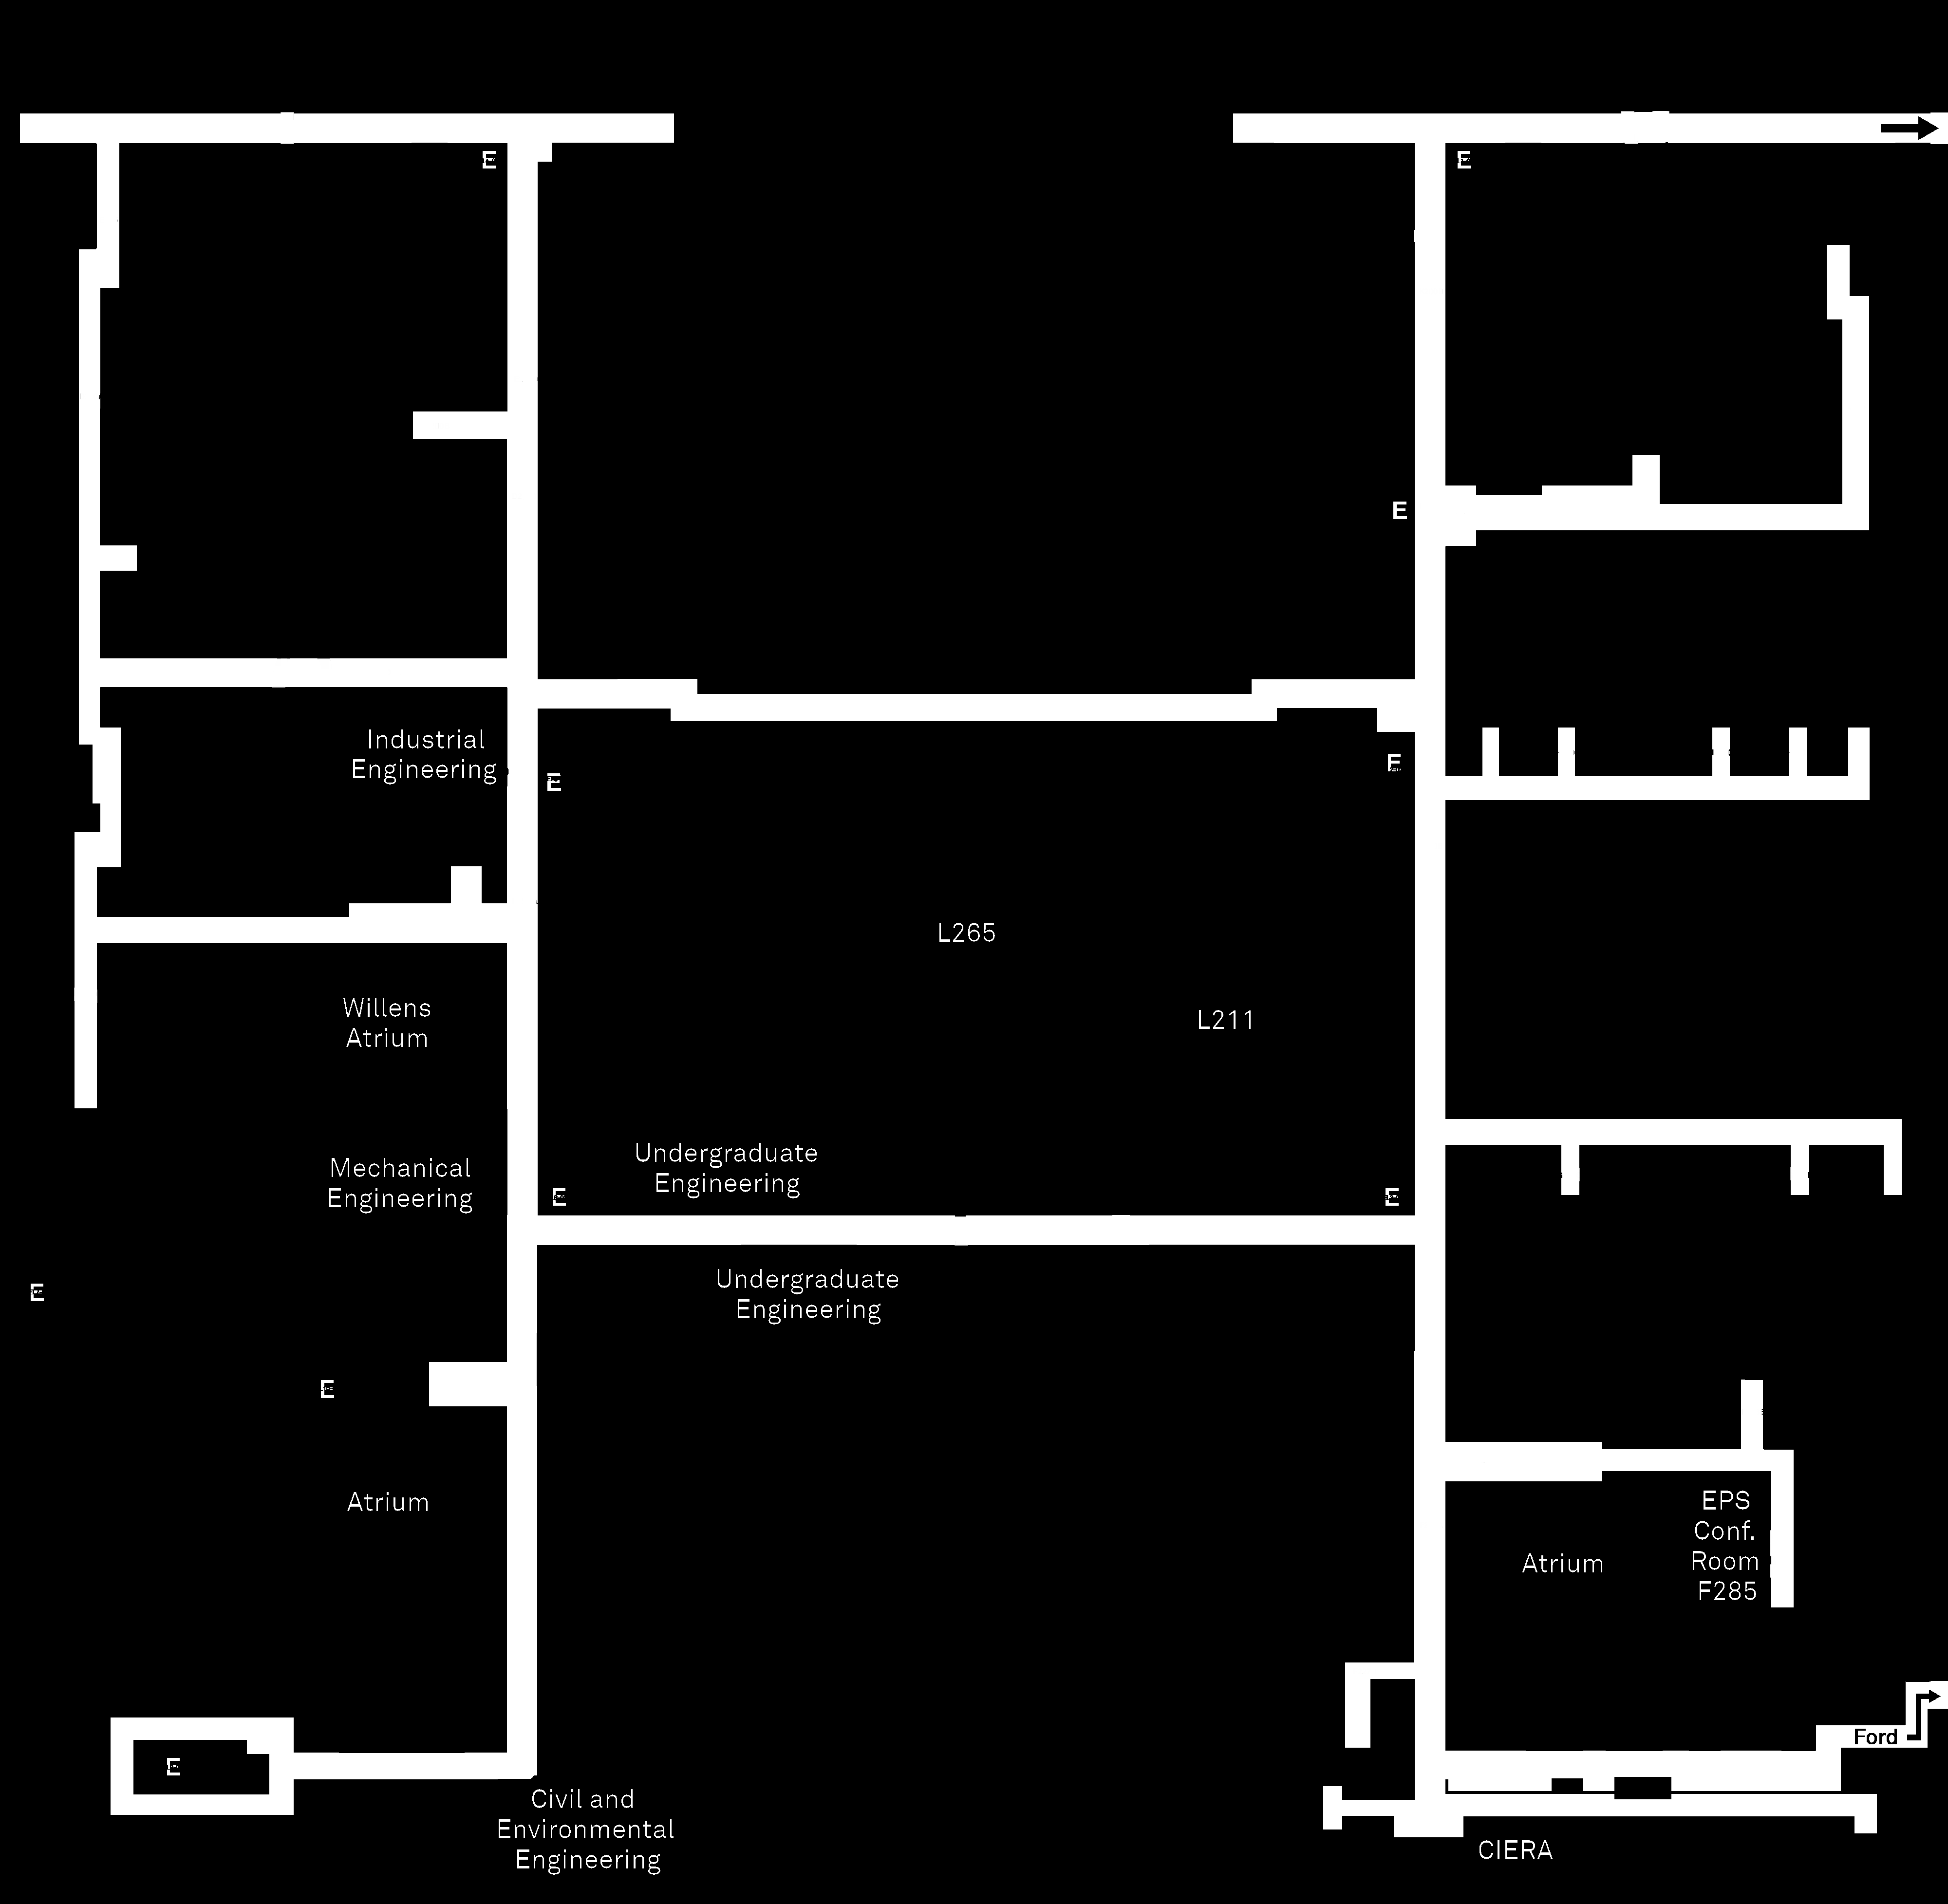 E
E
E
Industrial
Engineering
E
E
L265
Willens
Atrium
L211
Mechanical
Engineering
Undergraduate
Engineering
E
E
Undergraduate
Engineering
E
E
Atrium
EPS
Conf.
Room
F285
Atrium
Ford
E
Civil and
Environmental
Engineering
CIERA